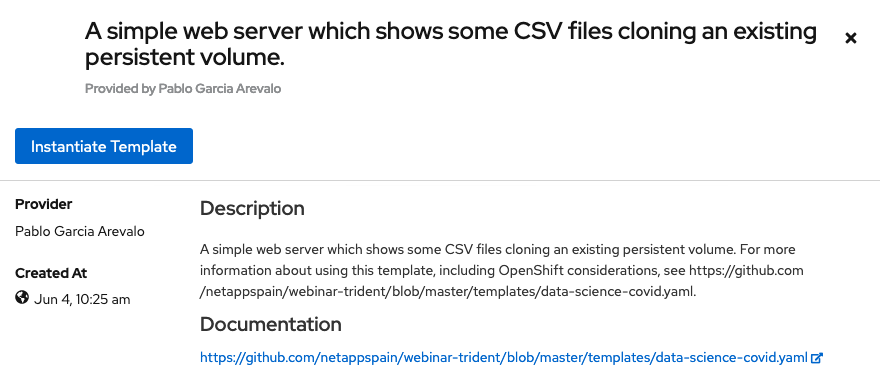 A simple web server which shows some CSV files cloning an existing
persistent volume.
Provided by Pablo Garcia Arevalo
Instantiate Template
Provider
Pablo Garcia Arevalo
Created At
Jun 4, 10:25 am
Description
A simple web server which shows some CSV files cloning an existing persistent volume. For more
information about using this template, including OpenShift considerations, see https://github.com
/netappspain/webinar-trident/blob/master/templates/data-science-covid.yaml.
Documentation
https://github.com/netappspain/webinar-trident/blob/master/templates/data-science-covid.yaml